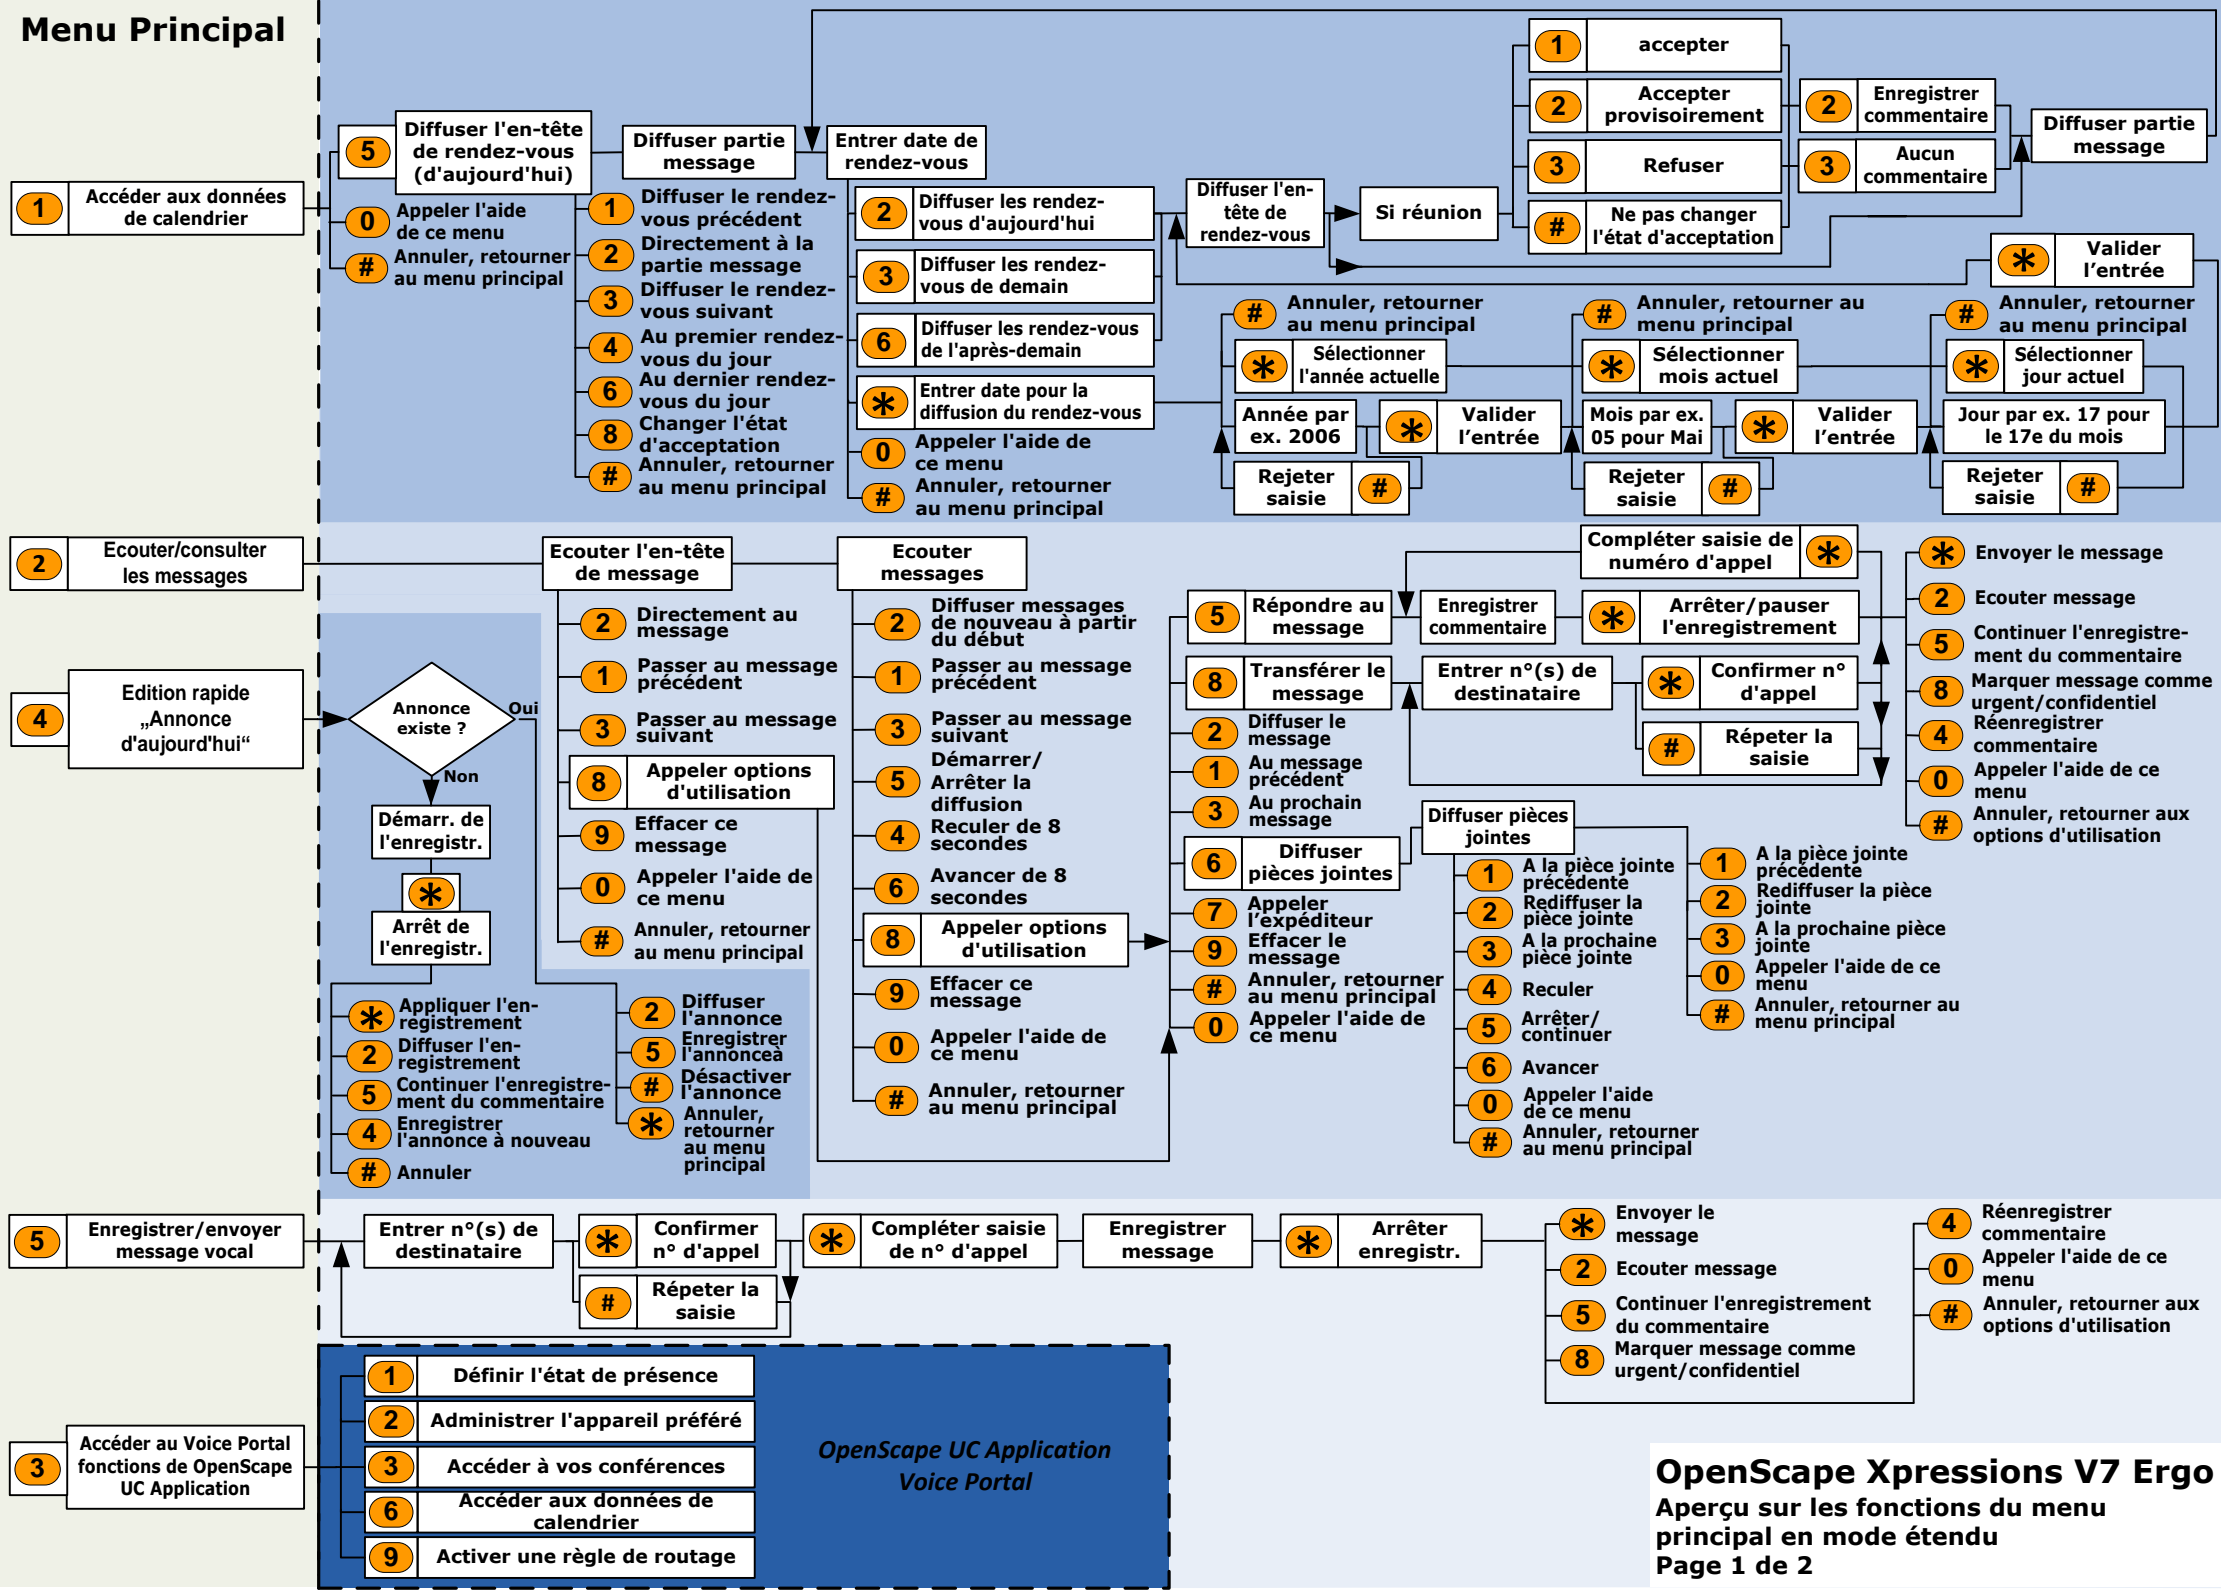 Menu Principal
1
Accéder aux données
de calendrier
5
Diffuser l'en-tête
de rendez-vous
(d'aujourd'hui)
0
Appeler l'aide
de ce menu
#
Annuler, retourner
au menu principal
Diffuser partie
message
1
Diffuser le rendez-
vous précédent
2
Directement à la
partie message
3
Diffuser le rendez-
vous suivant
4
Au premier rendez-
vous du jour
6
Au dernier rendez-
vous du jour
8
Changer l'état
d'acceptation
#
Annuler, retourner
au menu principal
Entrer date de
rendez-vous
2
Diffuser les rendez-
vous d'aujourd'hui
3
Diffuser les rendez-
vous de demain
6
Diffuser les rendez-vous
de l'après-demain
*
Entrer date pour la
diffusion du rendez-vous
0
Appeler l'aide de
ce menu
#
Annuler, retourner
au menu principal
Diffuser l'en-
tête de
rendez-vous
Si réunion
1
accepter
2
Accepter
provisoirement
3
Refuser
#
Ne pas changer
l'état d'acceptation
2
Enregistrer
commentaire
3
Aucun
commentaire
Diffuser partie
message
*
Valider
l’entrée
#
Annuler, retourner
au menu principal
*
Sélectionner
l'année actuelle
Année par
ex. 2006
*
Valider
l’entrée
Rejeter
saisie
#
#
Annuler, retourner au
menu principal
*
Sélectionner
mois actuel
Mois par ex.
05 pour Mai
*
Valider
l’entrée
Rejeter
saisie
#
#
Annuler, retourner
au menu principal
*
Sélectionner
jour actuel
Jour par ex. 17 pour
le 17e du mois
Rejeter
saisie
#
2
Ecouter/consulter
les messages
Ecouter l'en-tête
de message
2
Directement au
message
1
Passer au message
précédent
3
Passer au message
suivant
8
Appeler options
d'utilisation
9
Effacer ce
message
0
Appeler l'aide de
ce menu
#
Annuler, retourner
au menu principal
Ecouter
messages
2
Diffuser messages
de nouveau à partir
du début
1
Passer au message
précédent
3
Passer au message
suivant
5
Démarrer/
Arrêter la
diffusion
4
Reculer de 8
secondes
6
Avancer de 8
secondes
8
Appeler options
d'utilisation
9
Effacer ce
message
0
Appeler l'aide de
ce menu
#
Annuler, retourner
au menu principal
5
Répondre au
message
8
Transférer le
message
2
Diffuser le
message
1
Au message
précédent
3
Au prochain
message
6
Diffuser
pièces jointes
7
Appeler
l’expéditeur
9
Effacer le
message
#
Annuler, retourner
au menu principal
0
Appeler l'aide de
ce menu
Compléter saisie de
numéro d'appel
*
Enregistrer
commentaire
*
Arrêter/pauser
l'enregistrement
Entrer n°(s) de
destinataire
*
Confirmer n°
d'appel
#
Répeter la
saisie
*
Envoyer le message
2
Ecouter message
5
Continuer l'enregistre-
ment du commentaire
8
Marquer message comme
urgent/confidentiel
4
Réenregistrer
commentaire
0
Appeler l'aide de ce
menu
#
Annuler, retourner aux
options d'utilisation
Diffuser pièces
jointes
1
A la pièce jointe
précédente
2
Rediffuser la
pièce jointe
3
A la prochaine
pièce jointe
4
Reculer
5
Arrêter/
continuer
6
Avancer
0
Appeler l'aide
de ce menu
#
Annuler, retourner
au menu principal
1
A la pièce jointe
précédente
2
Rediffuser la pièce
jointe
3
A la prochaine pièce
jointe
0
Appeler l'aide de ce
menu
#
Annuler, retourner au
menu principal
4
Edition rapide
„Annonce
d'aujourd'hui“
Annonce
existe ?
Oui
Non
Démarr. de
l'enregistr.
*
Arrêt de
l'enregistr.
*
Appliquer l'en-
registrement
2
Diffuser l'en-
registrement
5
Continuer l'enregistre-
ment du commentaire
4
Enregistrer
l'annonce à nouveau
#
Annuler
2
Diffuser
l'annonce
5
Enregistrer
l'annonceà
#
Désactiver
l'annonce
*
Annuler,
retourner
au menu
principal
5
Enregistrer/envoyer
message vocal
Entrer n°(s) de
destinataire
*
Confirmer
n° d'appel
#
Répeter la
saisie
*
Compléter saisie
de n° d'appel
Enregistrer
message
*
Arrêter
enregistr.
*
Envoyer le
message
2
Ecouter message
5
Continuer l'enregistrement
du commentaire
8
Marquer message comme
urgent/confidentiel
4
Réenregistrer
commentaire
0
Appeler l'aide de ce
menu
#
Annuler, retourner aux
options d'utilisation
3
Accéder au Voice Portal
fonctions de OpenScape
UC Application
1
Définir l'état de présence
2
Administrer l'appareil préféré
3
Accéder à vos conférences
6
Accéder aux données de
calendrier
9
Activer une règle de routage
OpenScape UC Application
Voice Portal
OpenScape Xpressions V7 Ergo
Aperçu sur les fonctions du menu
principal en mode étendu
Page 1 de 2